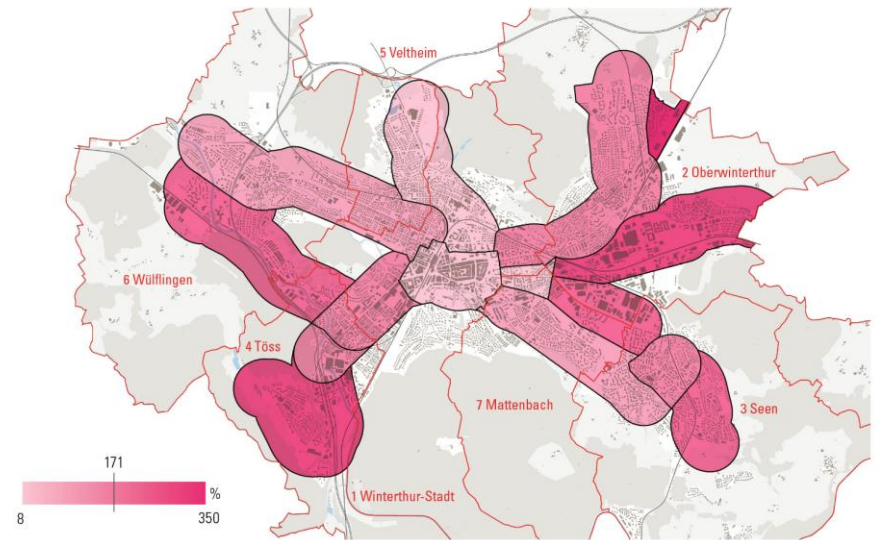 5 Veltheim
2 Oberwinterthur
6 Wülflingen
4 Töss
7 Mattenbach
3 Seen
1 Winterthur-Stadt
171
%
8 350